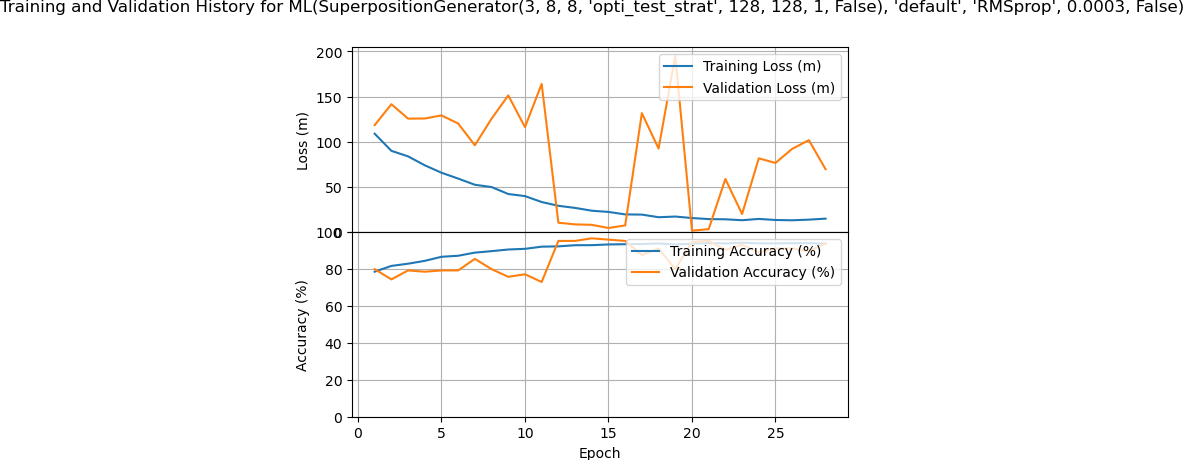 Training and Validation History for ML(SuperpositionGenerator(3, 8, 8, 'opti_test_strat', 128, 128, 1, False), 'default', 'RMSprop', 0.0003, False)
200
150
100
50
0
Loss (m)
Training Loss (m)
Validation Loss (m)
100
80
60
40
20
0
Accuracy (%)
Training Accuracy (%)
Validation Accuracy (%)
0 5 10 15 20 25
Epoch